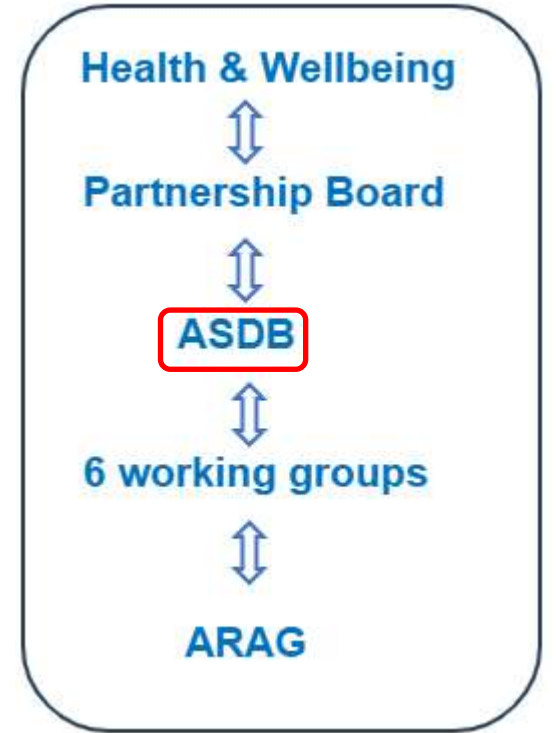 Health & Wellbeing
Partnership Board
ASDB
6 working groups
ARAG